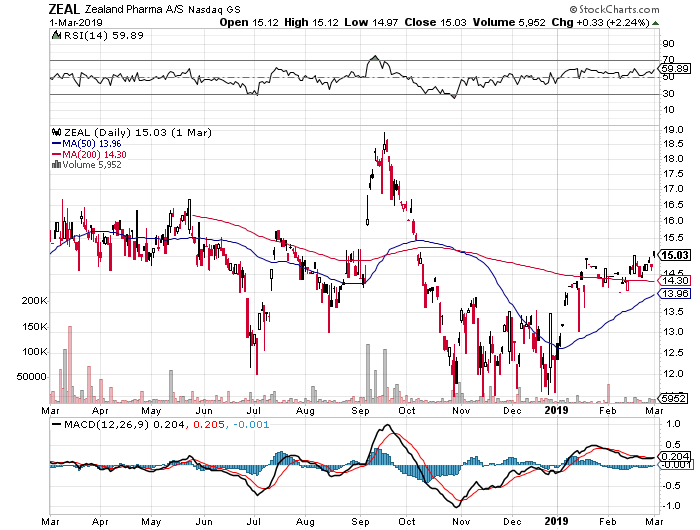 ZEAL Zealand Pharma A/S Nasdaq GS © StockCharts.com
1-Mar-2019 Open 15.12 High 15.12 Low 14.97 Close 15.03 Volume 5,952 Chg +0.33 (+2.24%)
RSI(14) 59.89
90
70
59.89
50
30
10
ZEAL (Daily) 15.03 (1 Mar)
MA(50) 13.96
MA(200) 14.30
Volume 5,952
19.0
18.5
18.0
17.5
17.0
16.5
16.0
15.5
15.03
14.5
14.30
13.96
13.5
13.0
12.5
12.0
11.5
200K
150K
100K
50000
5952
Mar Apr May Jun Jul Aug Sep Oct Nov Dec 2019 Feb Mar
MACD(12,26,9) 0.204, 0.205, -0.001
1.0
0.5
0.204
-0.001
-0.5
-1.0
Mar Apr May Jun Jul Aug Sep Oct Nov Dec 2019 Feb Mar